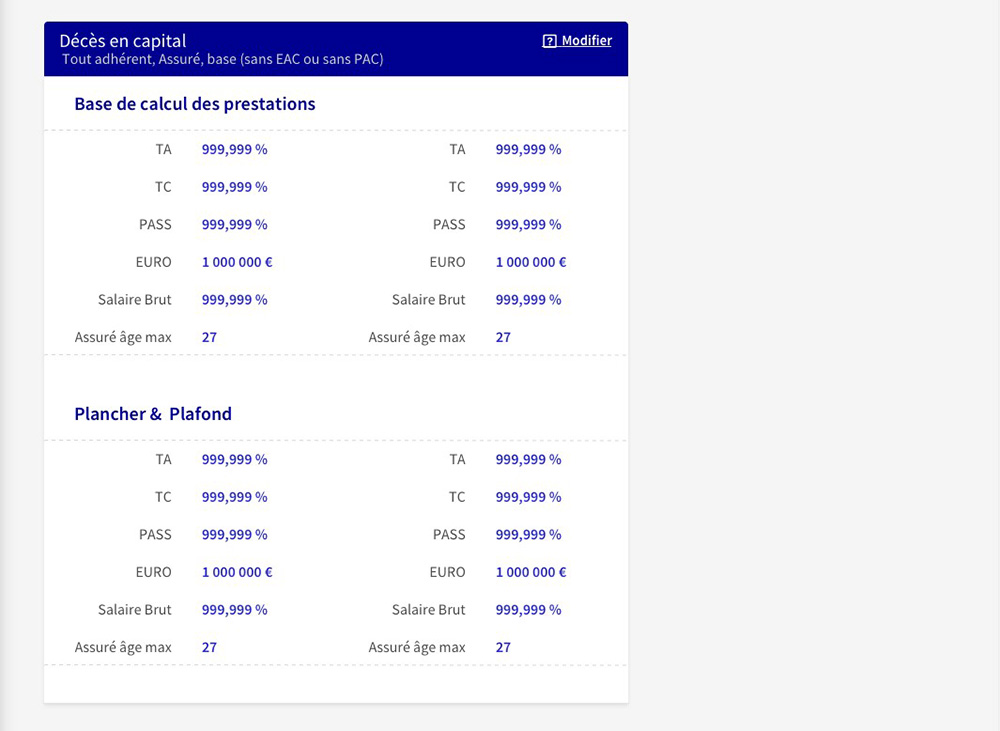 Décès en capital
Modifier
Tout adhérent, Assuré, base (sans EAC ou sans PAC)
Base de calcul des prestations
TA 999,999 % TA 999,999 %
TC 999,999 % TC 999,999 %
PASS 999,999 % PASS 999,999 %
EURO 1 000 000 € EURO 1 000 000 €
Salaire Brut 999,999 % Salaire Brut 999,999 %
Assuré âge max 27 Assuré âge max 27
Plancher & Plafond
TA 999,999 % TA 999,999 %
TC 999,999 % TC 999,999 %
PASS 999,999 % PASS 999,999 %
EURO 1 000 000 € EURO 1 000 000 €
Salaire Brut 999,999 % Salaire Brut 999,999 %
Assuré âge max 27 Assuré âge max 27